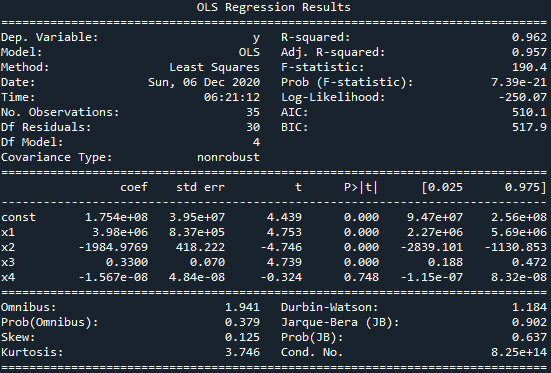 OLS Regression Results
==============================================================================
Dep. Variable: y R-squared: 0.962
Model: OLS Adj. R-squared: 0.957
Method: Least Squares F-statistic: 190.4
Date: Sun, 06 Dec 2020 Prob (F-statistic): 7.39e-21
Time: 06:21:12 Log-Likelihood: -250.07
No. Observations: 35 AIC: 510.1
Df Residuals: 30 BIC: 517.9
Df Model: 4
Covariance Type: nonrobust
==============================================================================
coef std err t P>|t| [0.025 0.975]
------------------------------------------------------------------------------
const 1.754e+08 3.95e+07 4.439 0.000 9.47e+07 2.56e+08
x1 3.98e+06 8.37e+05 4.753 0.000 2.27e+06 5.69e+06
x2 -1984.9769 418.222 -4.746 0.000 -2839.101 -1130.853
x3 0.3300 0.070 4.739 0.000 0.188 0.472
x4 -1.567e-08 4.84e-08 -0.324 0.748 -1.15e-07 8.32e-08
==============================================================================
Omnibus: 1.941 Durbin-Watson: 1.184
Prob(Omnibus): 0.379 Jarque-Bera (JB): 0.902
Skew: 0.125 Prob(JB): 0.637
Kurtosis: 3.746 Cond. No. 8.25e+14
==============================================================================